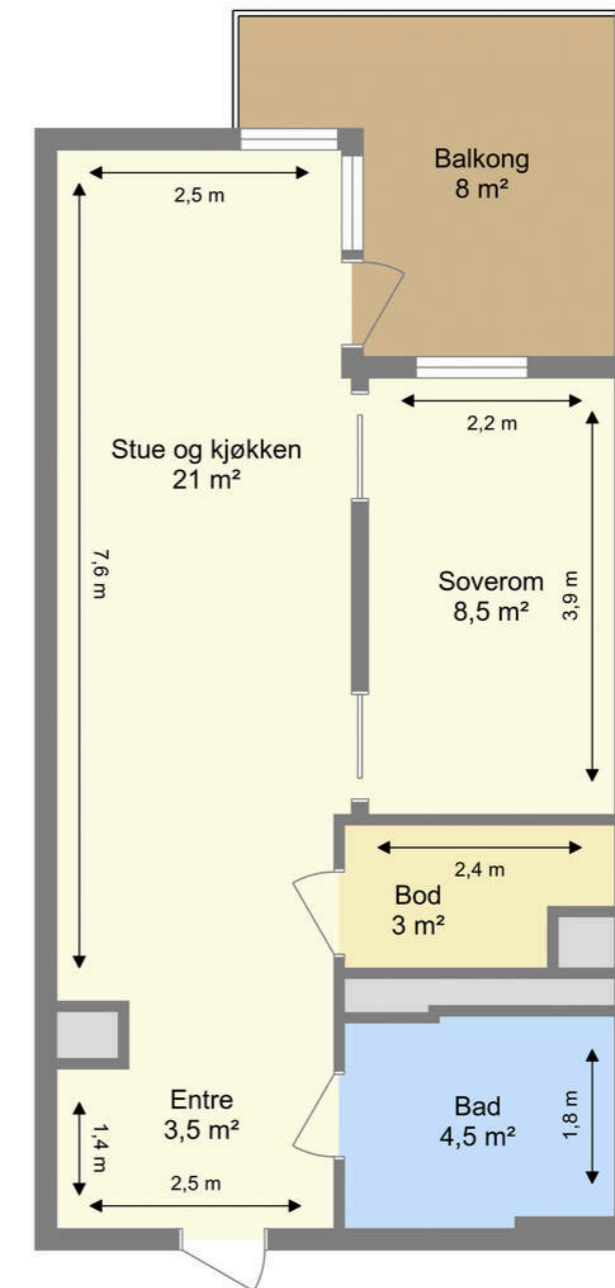 Balkong
8 m²
2,5 m
2,2 m
Stue og kjøkken
21 m²
7,6 m
Soverom
8,5 m²
3,9 m
2,4 m
Bod
3 m²
Entre
3,5 m²
1,4 m
2,5 m
Bad
4,5 m²
1,8 m